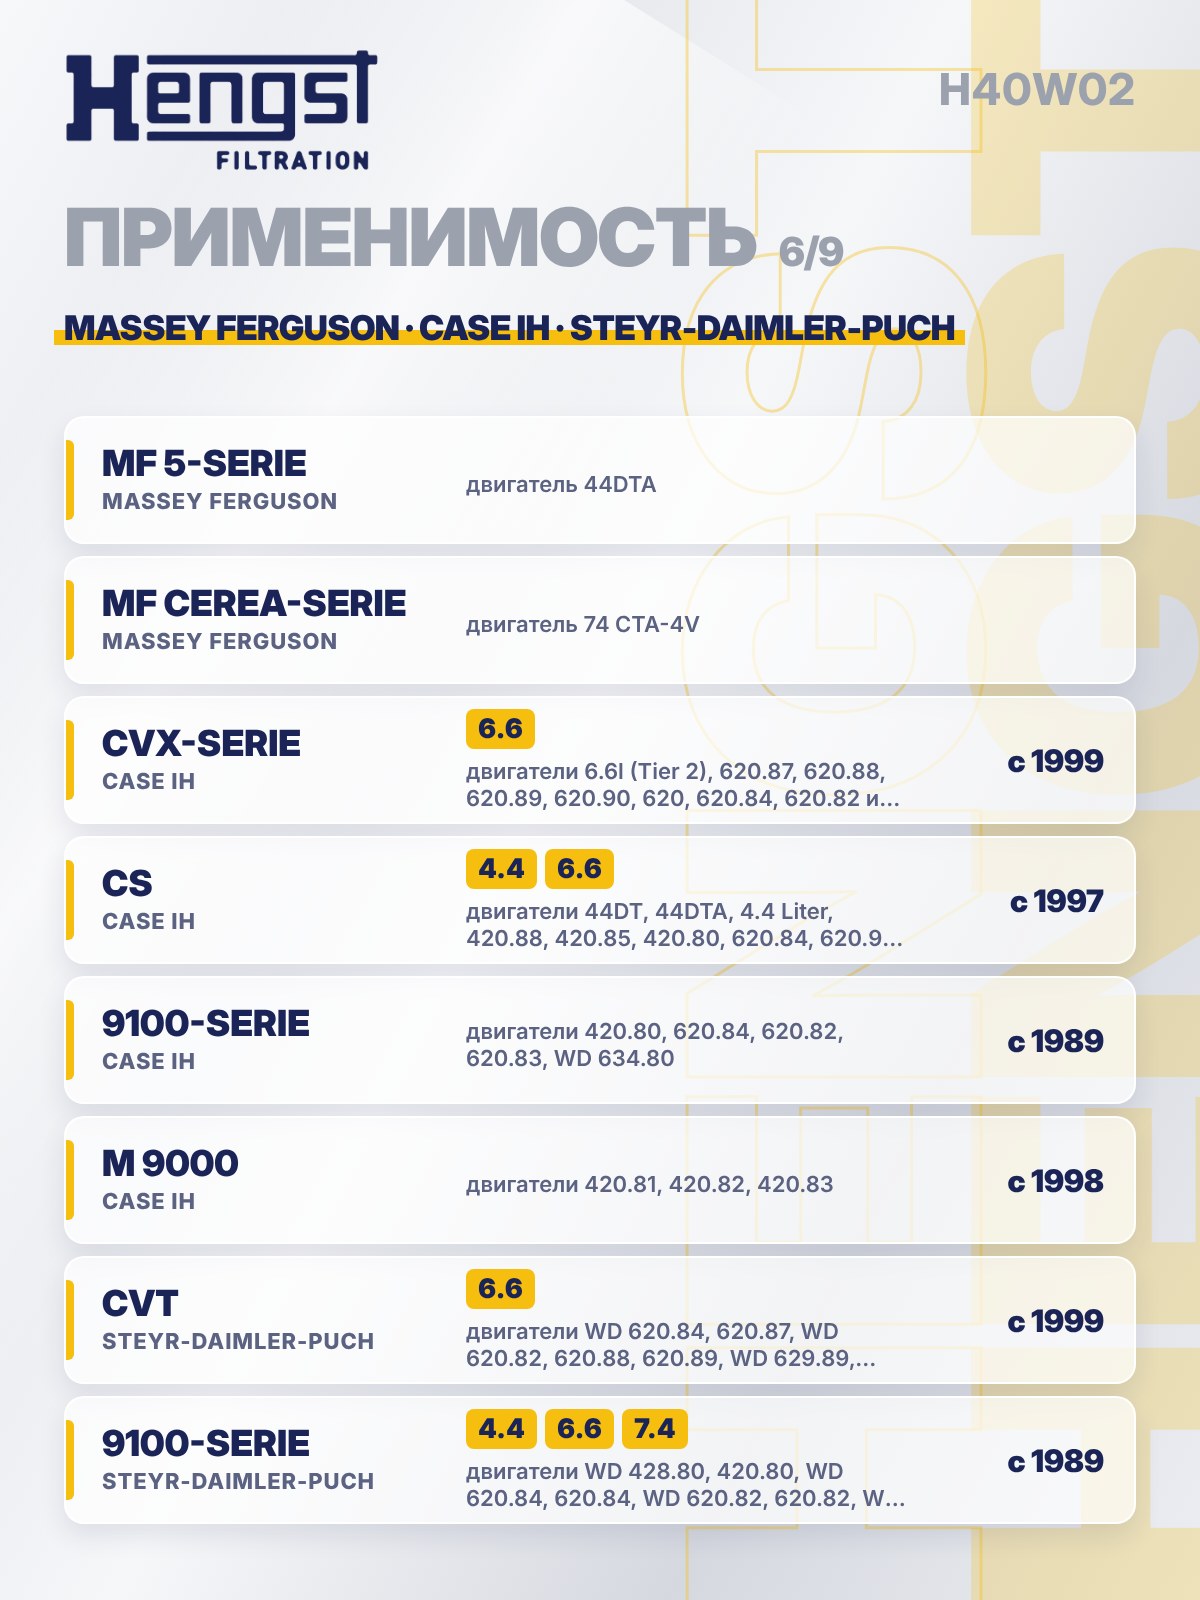 Hengst
FILTRATION
H40W02
ПРИМЕНИМОСТЬ 6/9
MASSEY FERGUSON · CASE IH · STEYR-DAIMLER-PUCH
MF 5-SERIE
MASSEY FERGUSON
двигатель 44DTA
MF CEREA-SERIE
MASSEY FERGUSON
двигатель 74 CTA-4V
CVX-SERIE
CASE IH
6.6
двигатели 6.6l (Tier 2), 620.87, 620.88,
620.89, 620.90, 620, 620.84, 620.82 и...
с 1999
CS
CASE IH
4.4 6.6
двигатели 44DT, 44DTA, 4.4 Liter,
420.88, 420.85, 420.80, 620.84, 620.9...
с 1997
9100-SERIE
CASE IH
двигатели 420.80, 620.84, 620.82,
620.83, WD 634.80
с 1989
M 9000
CASE IH
двигатели 420.81, 420.82, 420.83
с 1998
CVT
STEYR-DAIMLER-PUCH
6.6
двигатели WD 620.84, 620.87, WD
620.82, 620.88, 620.89, WD 629.89,...
с 1999
9100-SERIE
STEYR-DAIMLER-PUCH
4.4 6.6 7.4
двигатели WD 428.80, 420.80, WD
620.84, 620.84, WD 620.82, 620.82, W...
с 1989
HENGST
HENGST